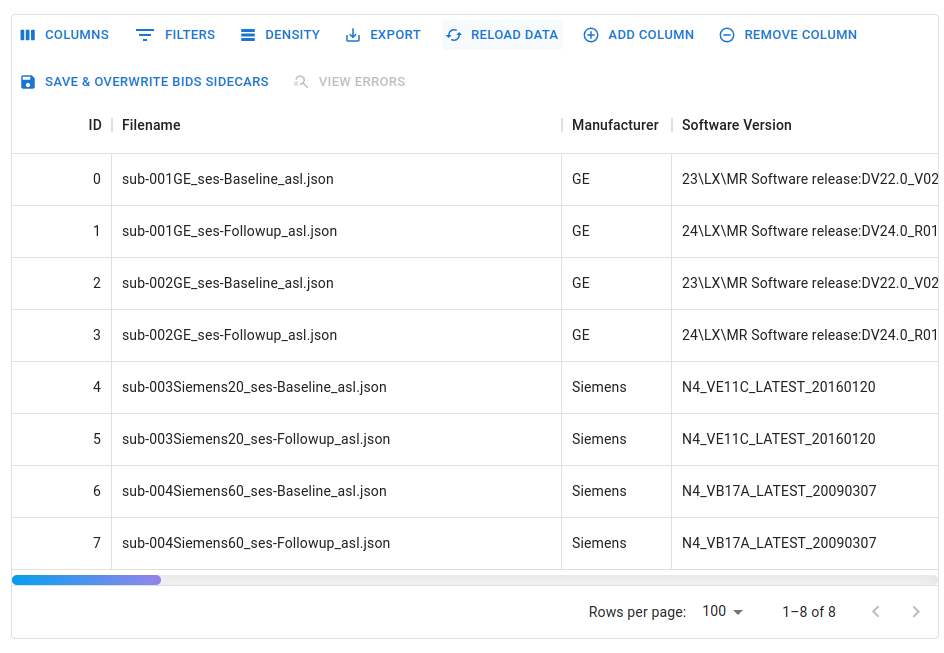 COLUMNS FILTERS DENSITY EXPORT RELOAD DATA ADD COLUMN REMOVE COLUMN
SAVE & OVERWRITE BIDS SIDECARS VIEW ERRORS
ID Filename Manufacturer Software Version
0 sub-001GE_ses-Baseline_asl.json GE 23\LX\MR Software release:DV22.0_V02
1 sub-001GE_ses-Followup_asl.json GE 24\LX\MR Software release:DV24.0_R01
2 sub-002GE_ses-Baseline_asl.json GE 23\LX\MR Software release:DV22.0_V02
3 sub-002GE_ses-Followup_asl.json GE 24\LX\MR Software release:DV24.0_R01
4 sub-003Siemens20_ses-Baseline_asl.json Siemens N4_VE11C_LATEST_20160120
5 sub-003Siemens20_ses-Followup_asl.json Siemens N4_VE11C_LATEST_20160120
6 sub-004Siemens60_ses-Baseline_asl.json Siemens N4_VB17A_LATEST_20090307
7 sub-004Siemens60_ses-Followup_asl.json Siemens N4_VB17A_LATEST_20090307
Rows per page: 100 1–8 of 8